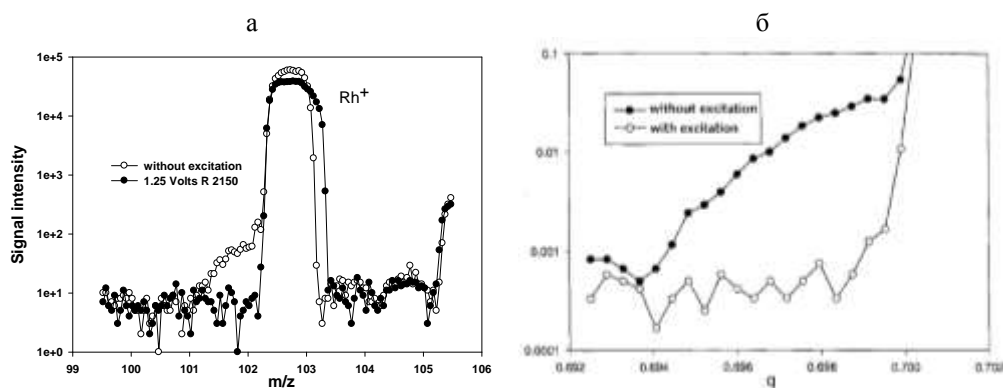 а
Signal intensity
1e+5
1e+4
1e+3
1e+2
1e+1
1e+0
Rh+
without excitation
1.25 Volts R 2150
99 100 101 102 103 104 105 106
m/z
б
0.1
0.01
0.001
0.0001
without excitation
with excitation
0.692 0.694 0.696 0.698 0.700 0.702
q